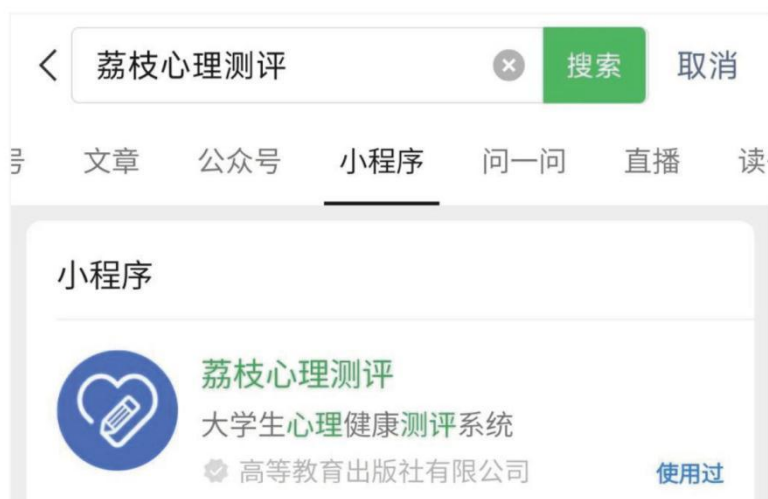 荔枝心理测评 搜索 取消
号 文章 公众号 小程序 问一问 直播 读
小程序
荔枝心理测评
大学生心理健康测评系统
高等教育出版社有限公司 使用过